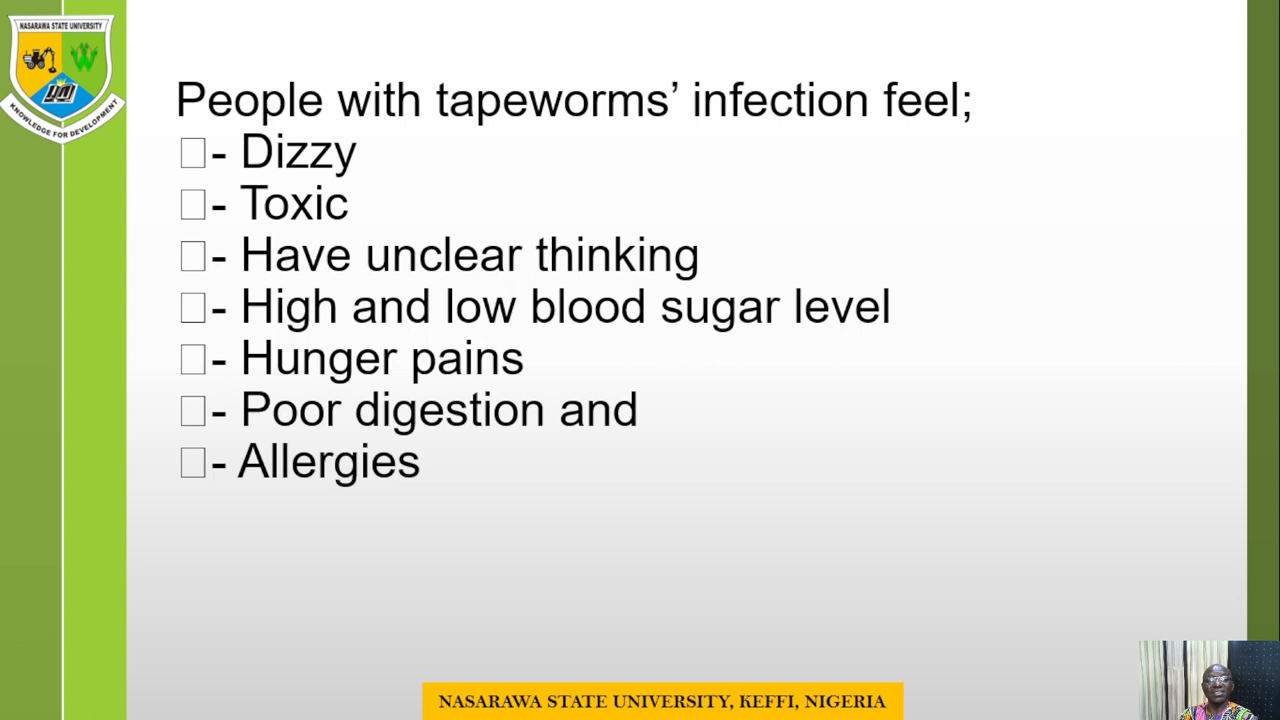 NASARAWA STATE UNIVERSITY
KNOWLEDGE FOR DEVELOPMENT
People with tapeworms’ infection feel;
- Dizzy
- Toxic
- Have unclear thinking
- High and low blood sugar level
- Hunger pains
- Poor digestion and
- Allergies
NASARAWA STATE UNIVERSITY, KEFFI, NIGERIA